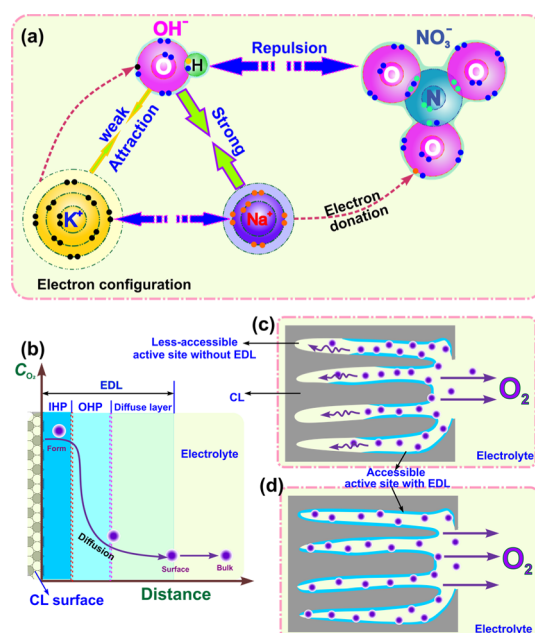 (a)
OH⁻
O
H
Repulsion
NO₃⁻
O
O
N
O
weak
Attraction
Strong
K⁺
Na⁺
Electron
donation
Electron configuration
(b)
C_O₂
EDL
IHP
OHP
Diffuse layer
Electrolyte
Form
Diffusion
Surface
Bulk
CL surface
Distance
(c)
Less-accessible
active site without EDL
CL
O₂
Electrolyte
Accessible
active site with EDL
(d)
O₂
Electrolyte